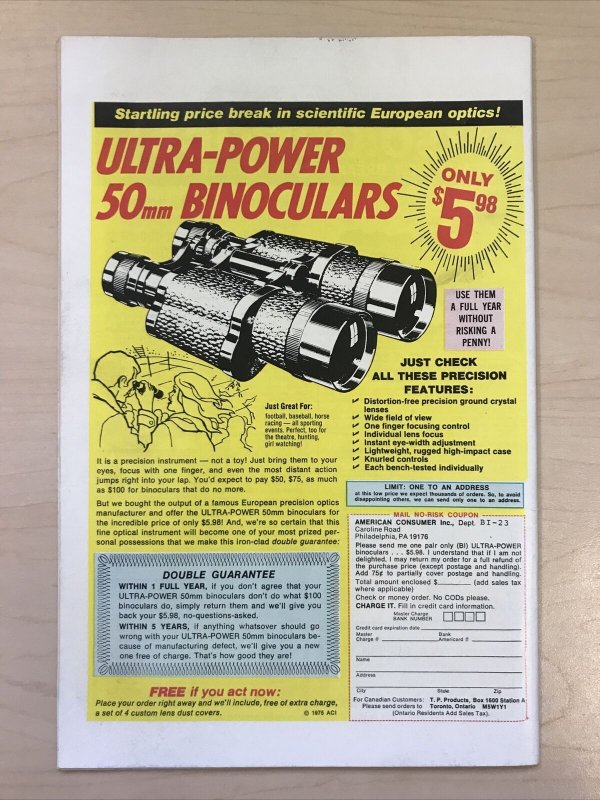 Startling price break in scientific European optics!
ULTRA-POWER
50mm BINOCULARS
ONLY
$5 98
USE THEM
A FULL YEAR
WITHOUT
RISKING A
PENNY!
JUST CHECK
ALL THESE PRECISION
FEATURES:
Distortion-free precision ground crystal
lenses
Wide field of view
One finger focusing control
Individual lens focus
Instant eye-width adjustment
Lightweight, rugged high-impact case
Knurled controls
Each bench-tested individually
Just Great For:
football, baseball, horse
racing — all sporting
events. Perfect, too for
the theatre, hunting,
girl watching!
It is a precision instrument — not a toy! Just bring them to your
eyes, focus with one finger, and even the most distant action
jumps right into your lap. You'd expect to pay $50, $75, as much
as $100 for binoculars that do no more.
But we bought the output of a famous European precision optics
manufacturer and offer the ULTRA-POWER 50mm binoculars for
the incredible price of only $5.98! And, we're so certain that this
fine optical instrument will become one of your most prized per-
sonal possessions that we make this iron-clad double guarantee:
DOUBLE GUARANTEE
WITHIN 1 FULL YEAR, if you don't agree that your
ULTRA-POWER 50mm binoculars don't do what $100
binoculars do, simply return them and we'll give you
back your $5.98, no-questions-asked.
WITHIN 5 YEARS, if anything whatsoever should go
wrong with your ULTRA-POWER 50mm binoculars be-
cause of manufacturing defect, we'll give you a new
one free of charge. That's how good they are!
FREE if you act now:
Place your order right away and we'll include, free of extra charge,
a set of 4 custom lens dust covers.
© 1975 ACI
LIMIT: ONE TO AN ADDRESS
at this low price we expect thousands of orders. So, to avoid
disappointing others, we can send only one to an address.
MAIL NO-RISK COUPON
AMERICAN CONSUMER Inc., Dept. BI-23
Caroline Road
Philadelphia, PA 19176
Please send me one pair only (BI) ULTRA-POWER
binoculars . . . $5.98. I understand that if I am not
delighted, I may return my order for a full refund of
the purchase price (except postage and handling).
Add 75¢ to partially cover postage and handling.
Total amount enclosed $ (add sales tax
where applicable)
Check or money order. No CODs please.
CHARGE IT. Fill in credit card information.
Master Charge
BANK NUMBER
Credit card expiration date
Master Bank
Charge # Americard #
Name
Address
City State Zip
For Canadian Customers: T. P. Products, Box 1600 Station A
Please send orders to Toronto, Ontario M5W1Y1
(Ontario Residents Add Sales Tax).